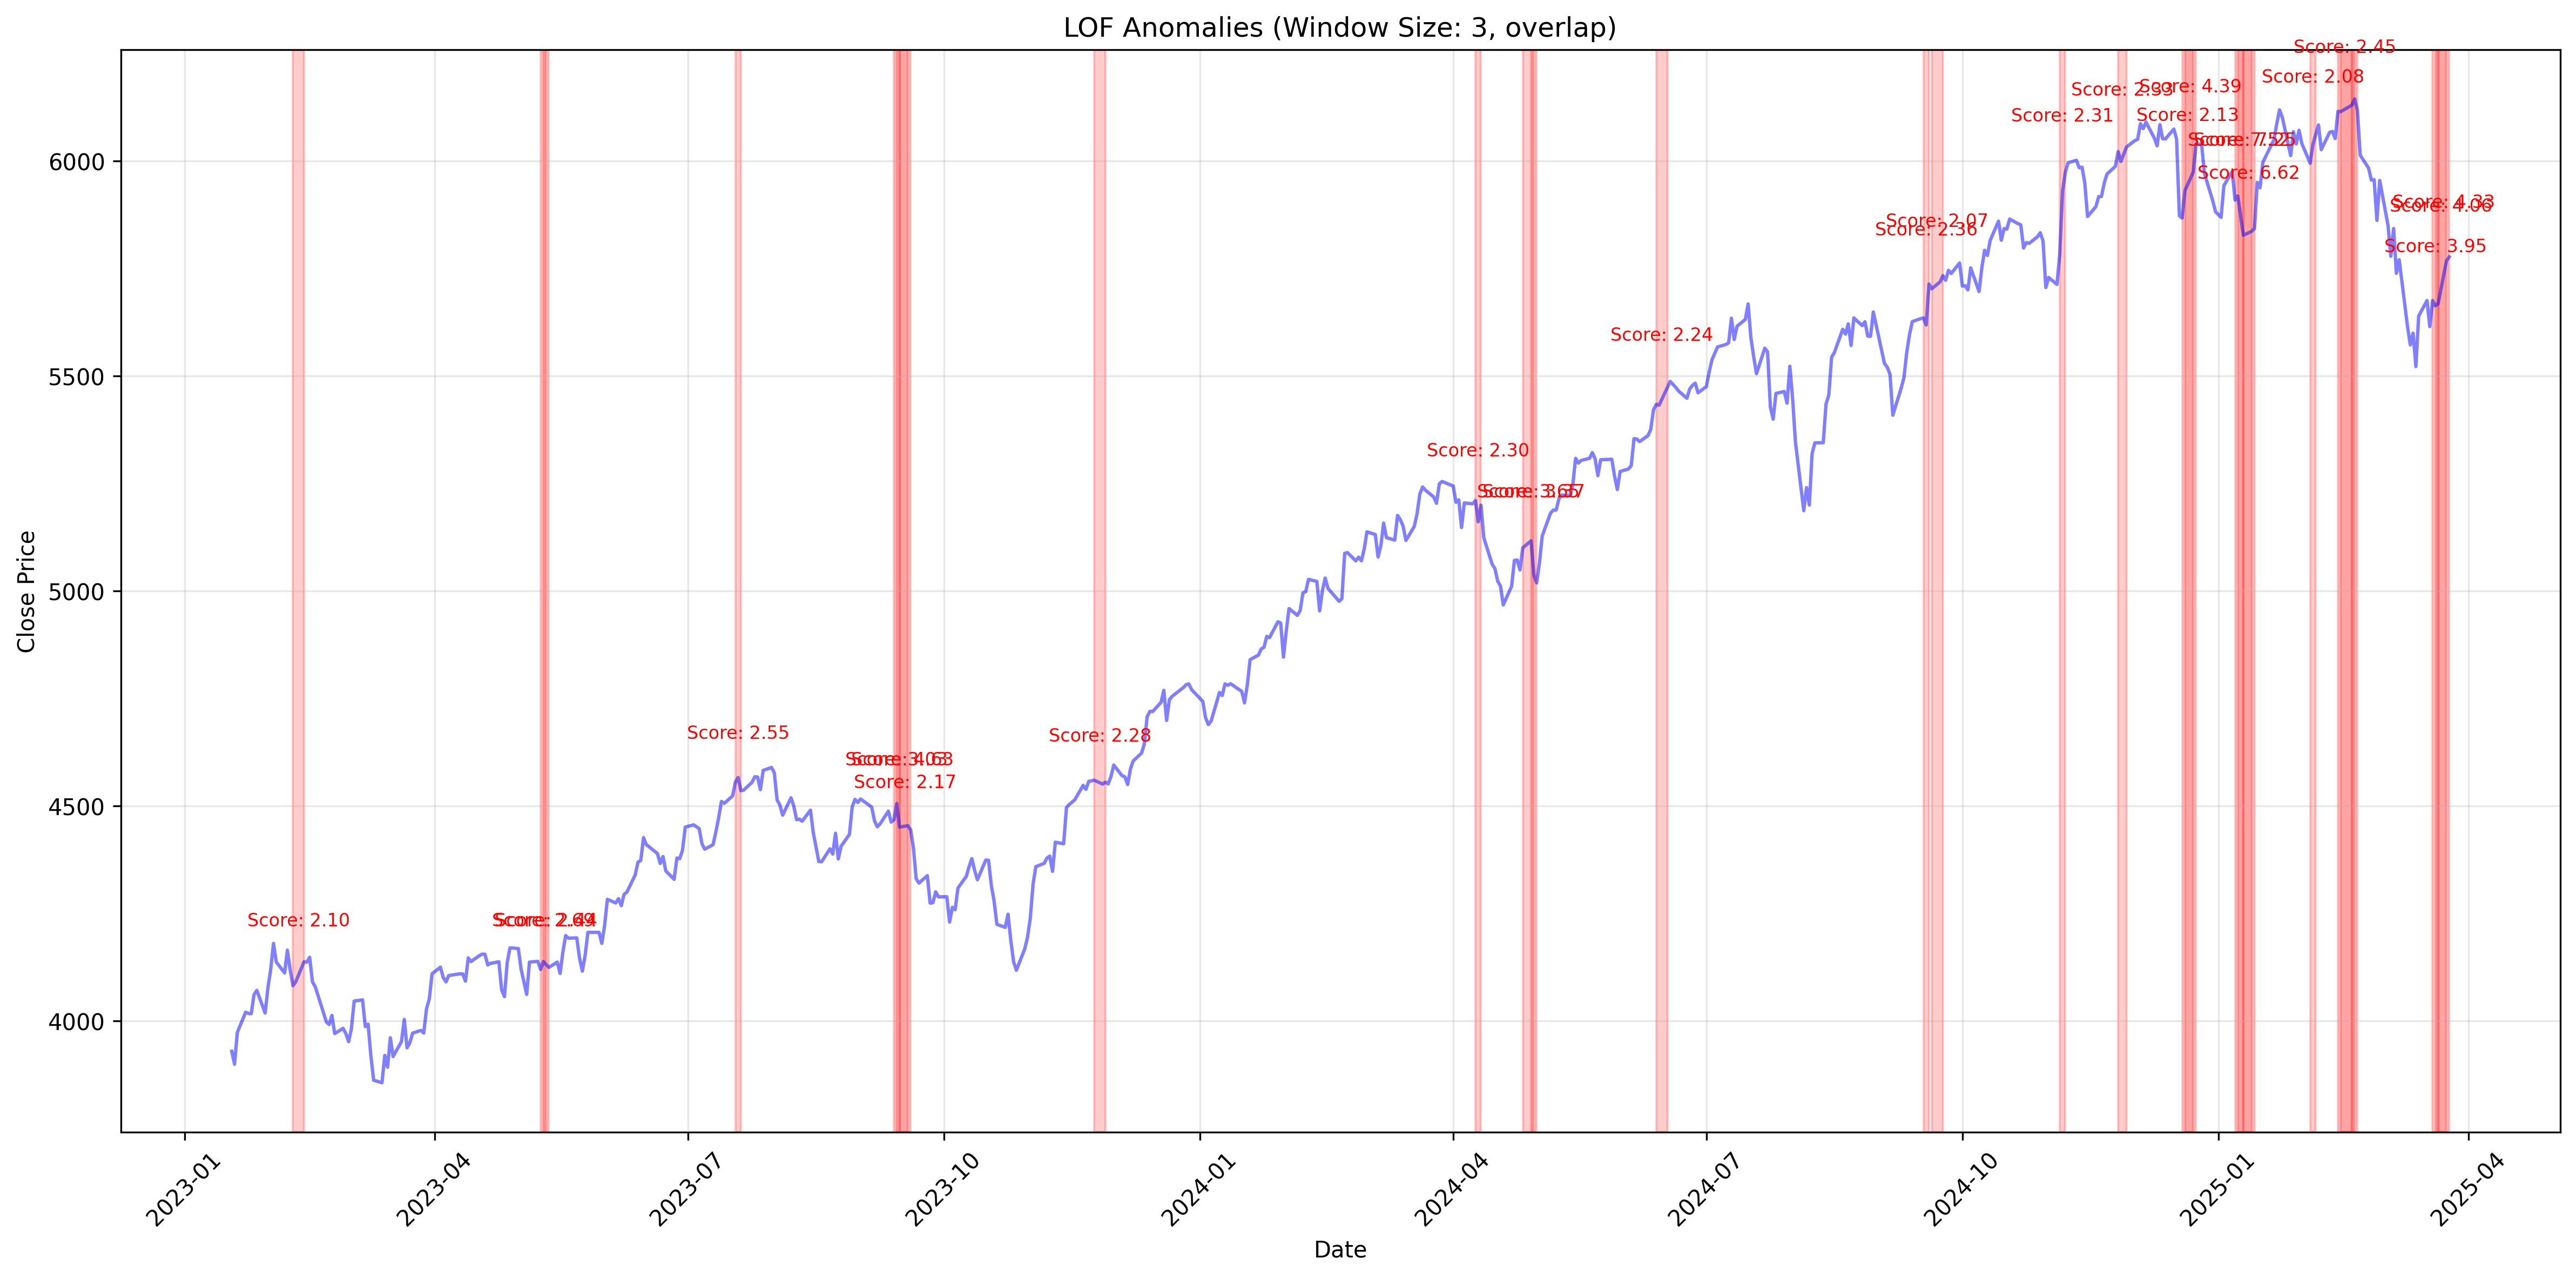 LOF Anomalies (Window Size: 3, overlap)
Score: 2.45
Score: 2.08
Score: 4.39
Score: 2.31
Score: 2.13
Score: 6.62
Score: 4.33
Score: 4.06
Score: 3.95
Score: 2.07
Score: 2.36
Score: 2.24
Score: 2.30
Score: 2.55
Score: 2.28
Score: 2.17
Score: 2.10
Close Price
6000
5500
5000
4500
4000
2023-01
2023-04
2023-07
2023-10
2024-01
2024-04
2024-07
2024-10
2025-01
2025-04
Date